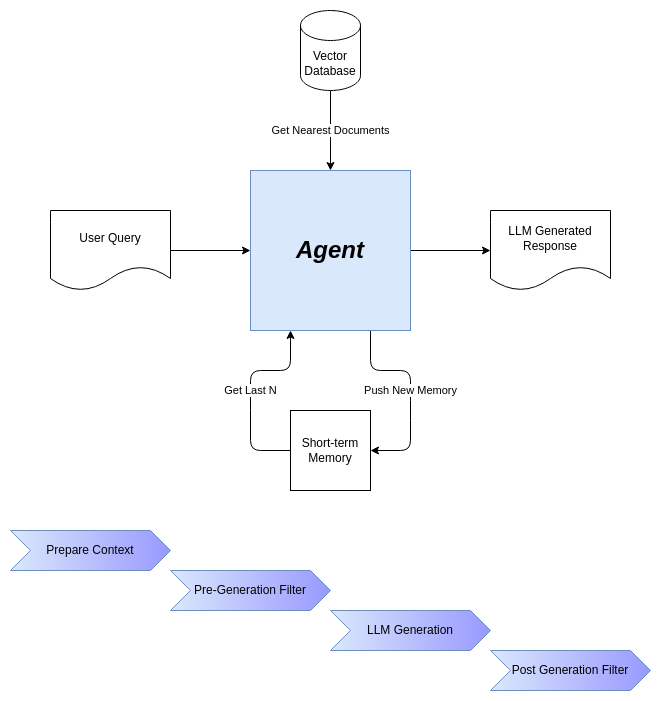 Vector
Database
Get Nearest Documents
User Query
Agent
LLM Generated
Response
Get Last N
Push New Memory
Short-term
Memory
Prepare Context
Pre-Generation Filter
LLM Generation
Post Generation Filter